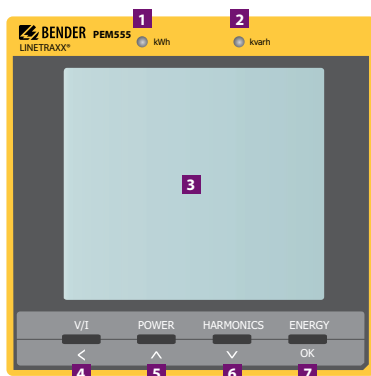 1 2
BENDER PEM555
LINETRAXX®
kWh kvarh
3
V/I POWER HARMONICS ENERGY
OK
4 5 6 7